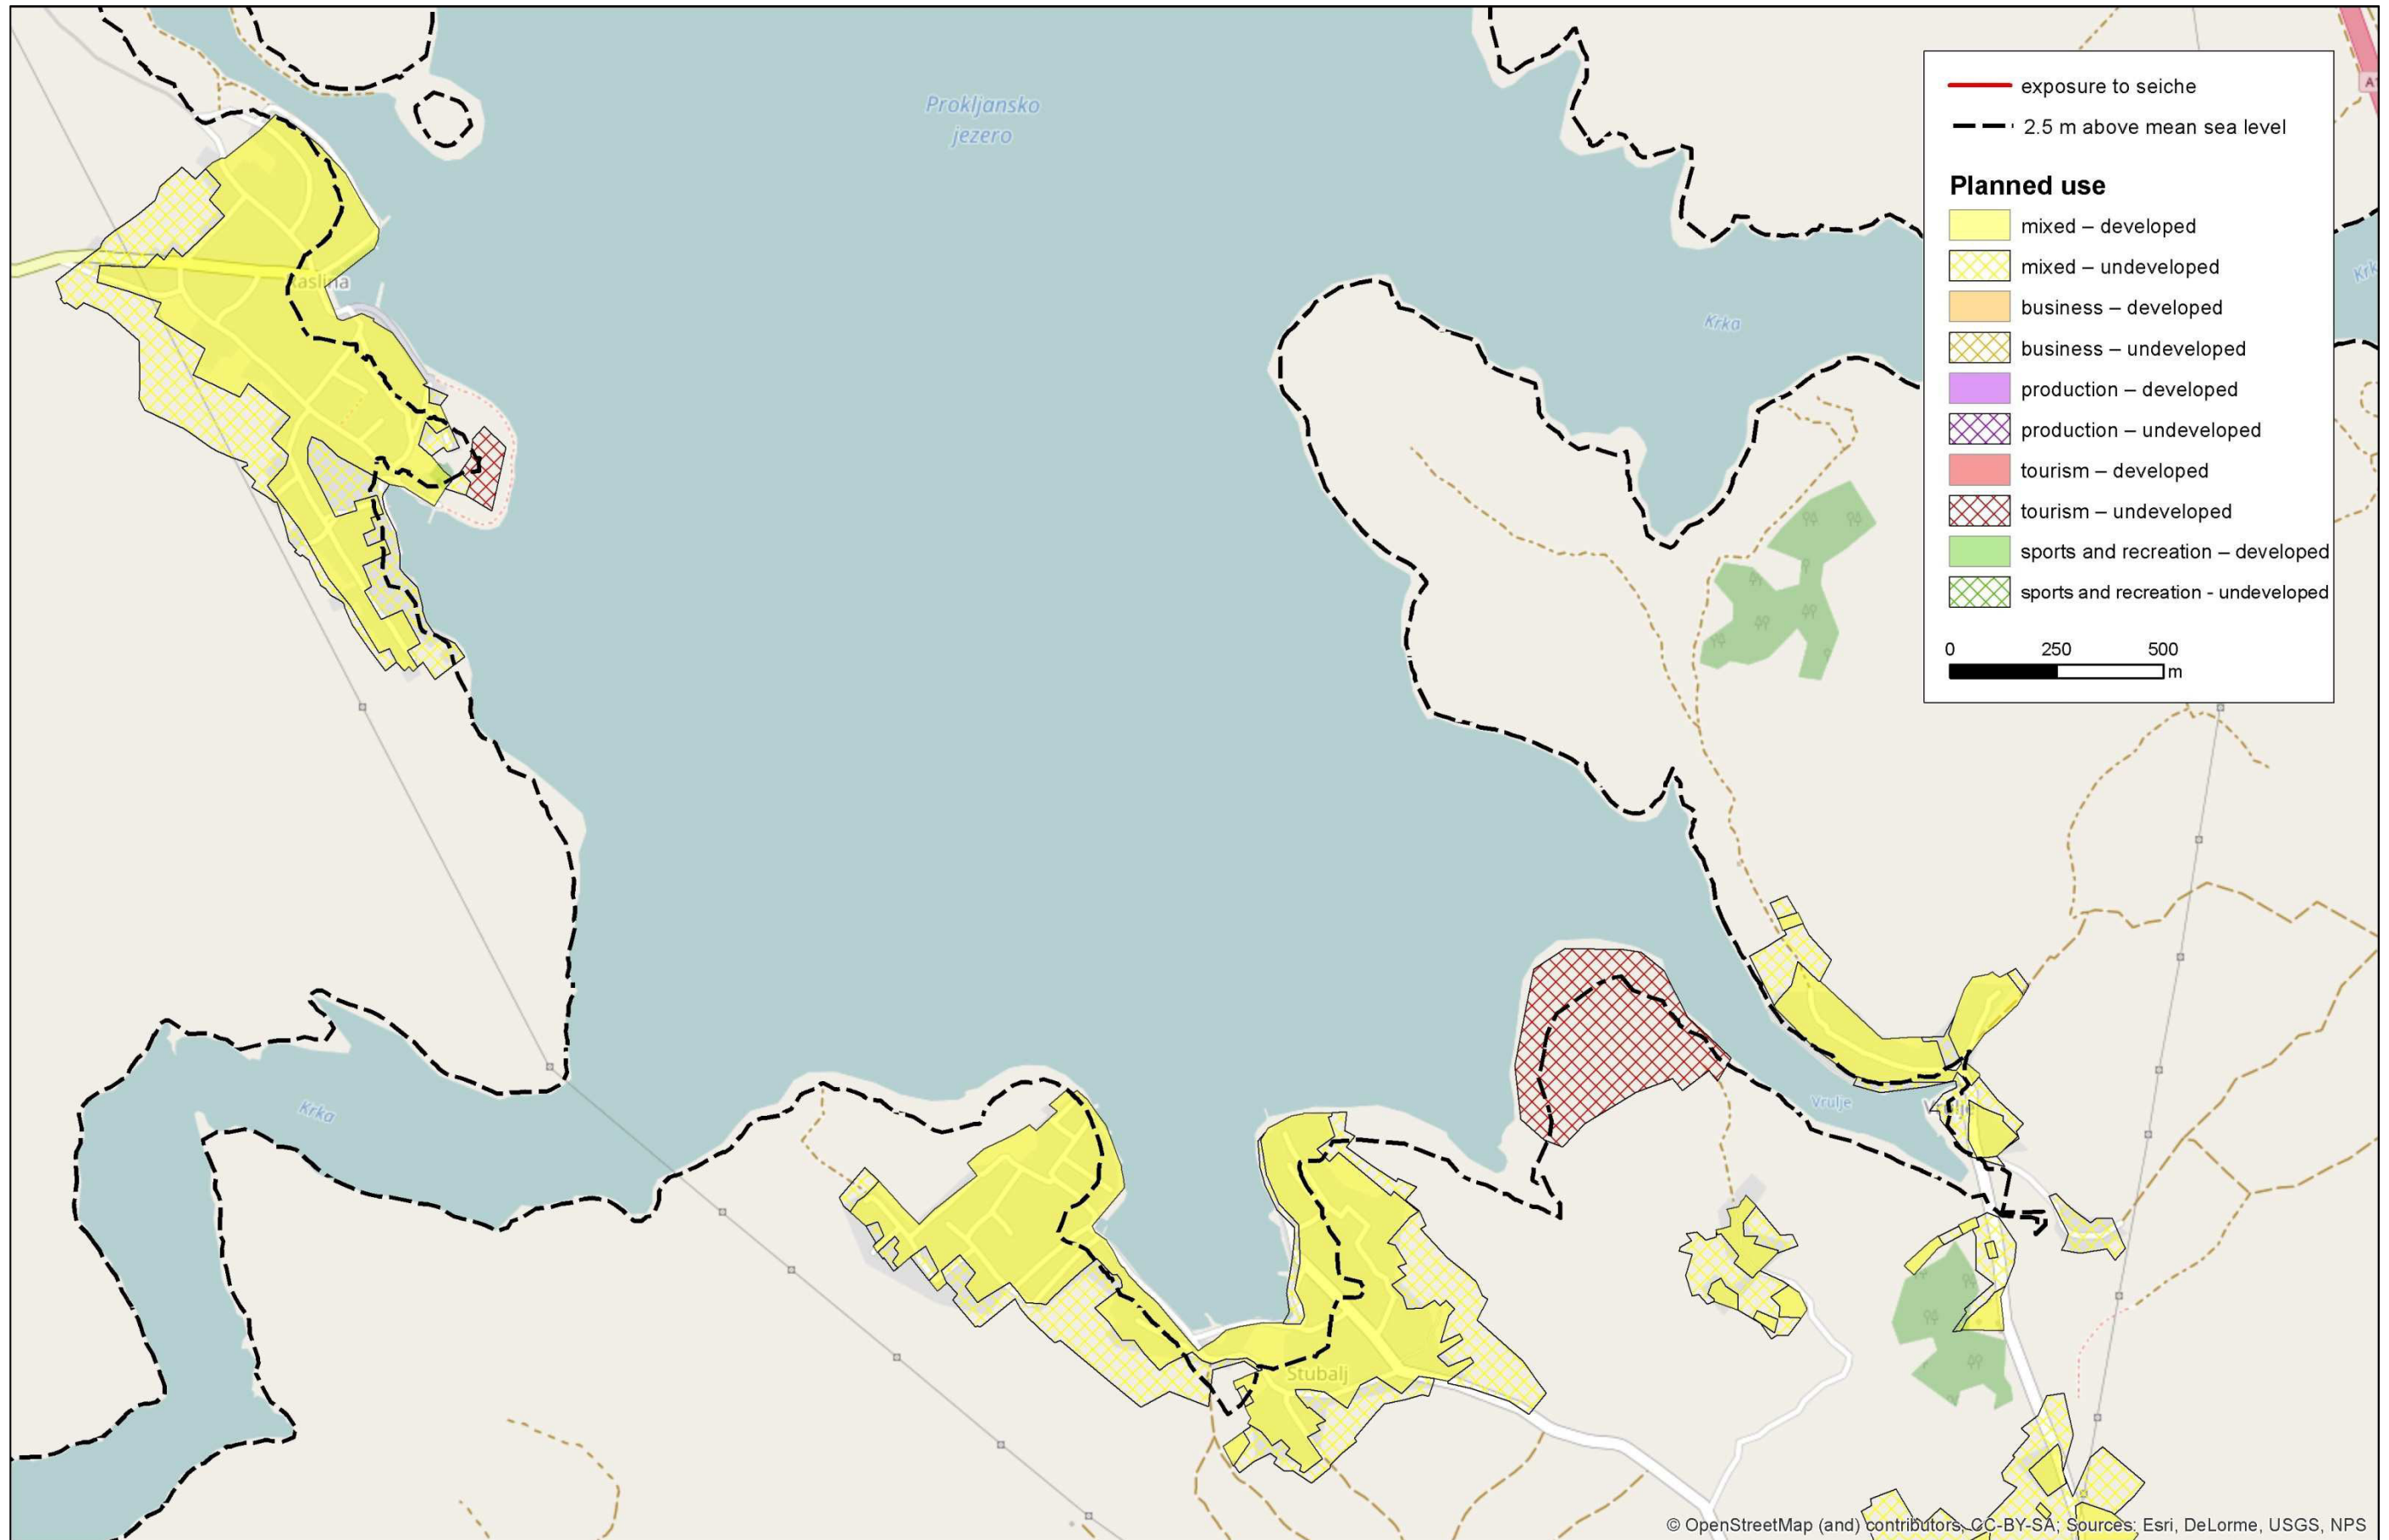 Prokljansko
jezero
exposure to seiche
2.5 m above mean sea level
Planned use
mixed – developed
mixed – undeveloped
business – developed
business – undeveloped
production – developed
production – undeveloped
tourism – developed
tourism – undeveloped
sports and recreation – developed
sports and recreation - undeveloped
0 250 500
m
Raslina
Krka
Krka
Vrulje
Vrulje
Stubalj
© OpenStreetMap (and) contributors, CC-BY-SA; Sources: Esri, DeLorme, USGS, NPS